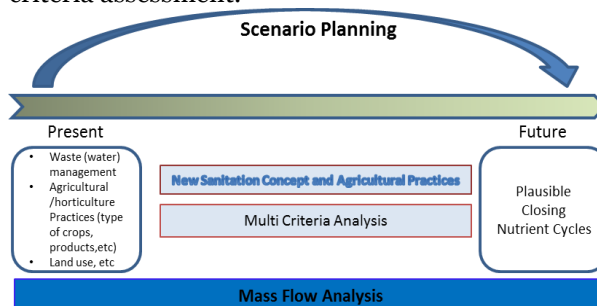 criteria assessment.
Scenario Planning
Present
Future
• Waste (water)
management
• Agricultural
/horticulture
Practices (type
of crops,
products,etc)
• Land use, etc
New Sanitation Concept and Agricultural Practices
Multi Criteria Analysis
Plausible
Closing
Nutrient Cycles
Mass Flow Analysis